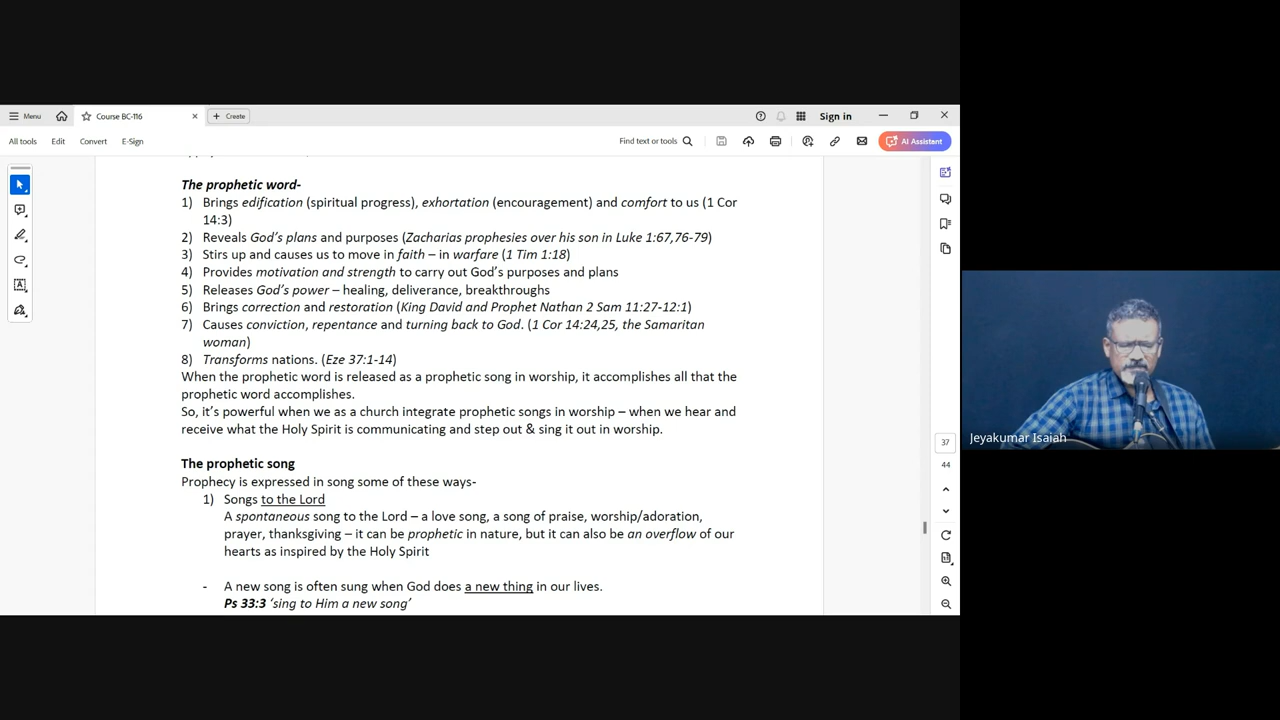 Menu
Course BC-116
Create
Sign in
All tools
Edit
Convert
E-Sign
Find text or tools
AI Assistant
The prophetic word-
1) Brings edification (spiritual progress), exhortation (encouragement) and comfort to us (1 Cor
14:3)
2) Reveals God's plans and purposes (Zacharias prophesies over his son in Luke 1:67,76-79)
3) Stirs up and causes us to move in faith – in warfare (1 Tim 1:18)
4) Provides motivation and strength to carry out God's purposes and plans
5) Releases God's power – healing, deliverance, breakthroughs
6) Brings correction and restoration (King David and Prophet Nathan 2 Sam 11:27-12:1)
7) Causes conviction, repentance and turning back to God. (1 Cor 14:24,25, the Samaritan
woman)
8) Transforms nations. (Eze 37:1-14)
When the prophetic word is released as a prophetic song in worship, it accomplishes all that the
prophetic word accomplishes.
So, it's powerful when we as a church integrate prophetic songs in worship – when we hear and
receive what the Holy Spirit is communicating and step out & sing it out in worship.
The prophetic song
Prophecy is expressed in song some of these ways-
1) Songs to the Lord
A spontaneous song to the Lord – a love song, a song of praise, worship/adoration,
prayer, thanksgiving – it can be prophetic in nature, but it can also be an overflow of our
hearts as inspired by the Holy Spirit
- A new song is often sung when God does a new thing in our lives.
Ps 33:3 'sing to Him a new song'
37
44
Jeyakumar Isaiah